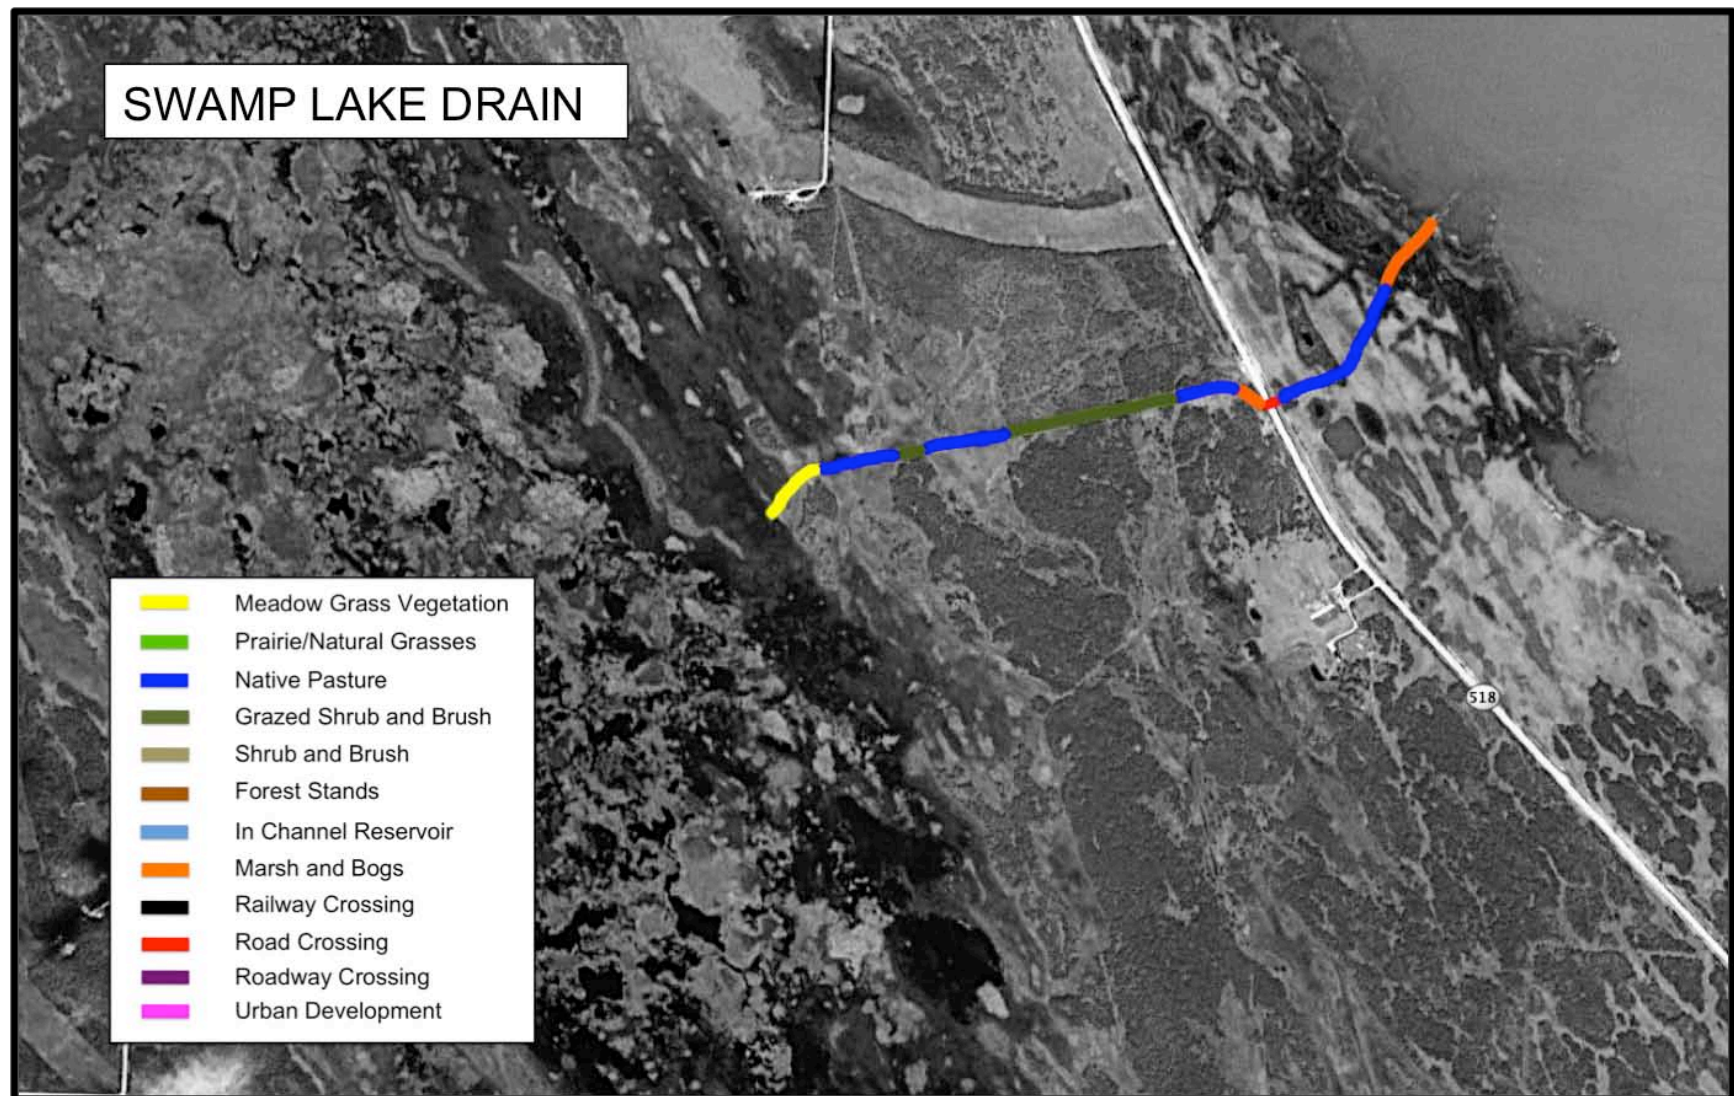 SWAMP LAKE DRAIN
518
Meadow Grass Vegetation
Prairie/Natural Grasses
Native Pasture
Grazed Shrub and Brush
Shrub and Brush
Forest Stands
In Channel Reservoir
Marsh and Bogs
Railway Crossing
Road Crossing
Roadway Crossing
Urban Development